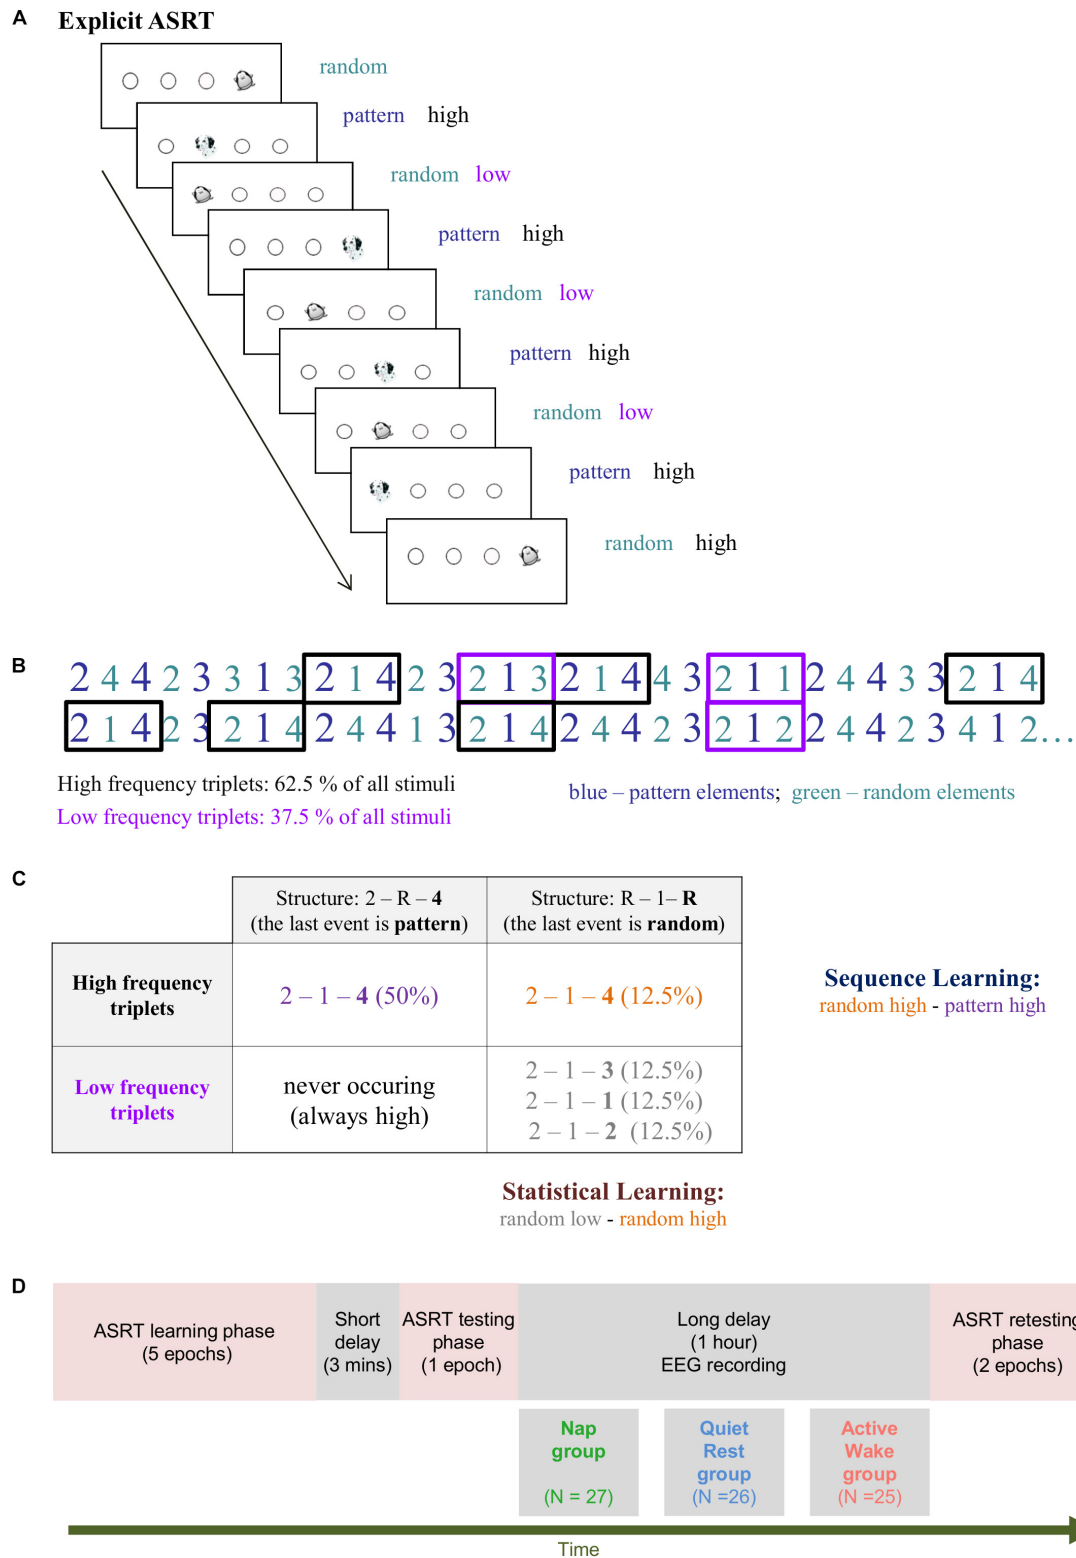 A
Explicit ASRT
random
pattern high
random low
pattern high
random low
pattern high
random low
pattern high
random high
B
2 4 4 2 3 3 1 3 2 1 4 2 3 2 1 3 2 1 4 4 3 2 1 1 2 4 4 3 3 2 1 4
2 1 4 2 3 2 1 4 2 4 4 1 3 2 1 4 2 4 4 2 3 2 1 2 2 4 4 2 3 4 1 2...
High frequency triplets: 62.5 % of all stimuli
Low frequency triplets: 37.5 % of all stimuli
blue – pattern elements; green – random elements
C
Structure: 2 – R – 4
(the last event is pattern)
Structure: R – 1– R
(the last event is random)
High frequency
triplets
2 – 1 – 4 (50%)
2 – 1 – 4 (12.5%)
Low frequency
triplets
never occuring
(always high)
2 – 1 – 3 (12.5%)
2 – 1 – 1 (12.5%)
2 – 1 – 2 (12.5%)
Sequence Learning:
random high - pattern high
Statistical Learning:
random low - random high
D
ASRT learning phase
(5 epochs)
Short
delay
(3 mins)
ASRT testing
phase
(1 epoch)
Long delay
(1 hour)
EEG recording
ASRT retesting
phase
(2 epochs)
Nap
group
(N = 27)
Quiet
Rest
group
(N =26)
Active
Wake
group
(N =25)
Time